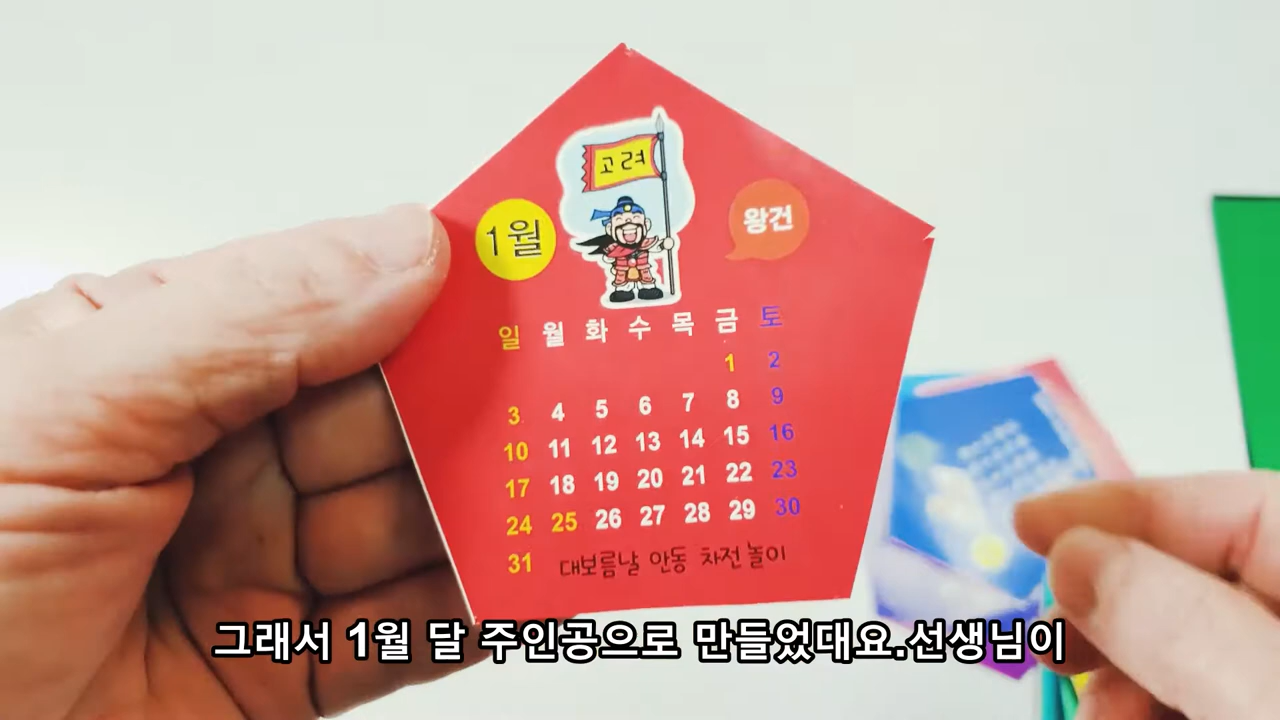 고려
1월
왕건
일 월 화 수 목 금 토
1 2
3 4 5 6 7 8 9
10 11 12 13 14 15 16
17 18 19 20 21 22 23
24 25 26 27 28 29 30
31 대보름날 안동 차전놀이
그래서 1월 달 주인공으로 만들었대요.선생님이